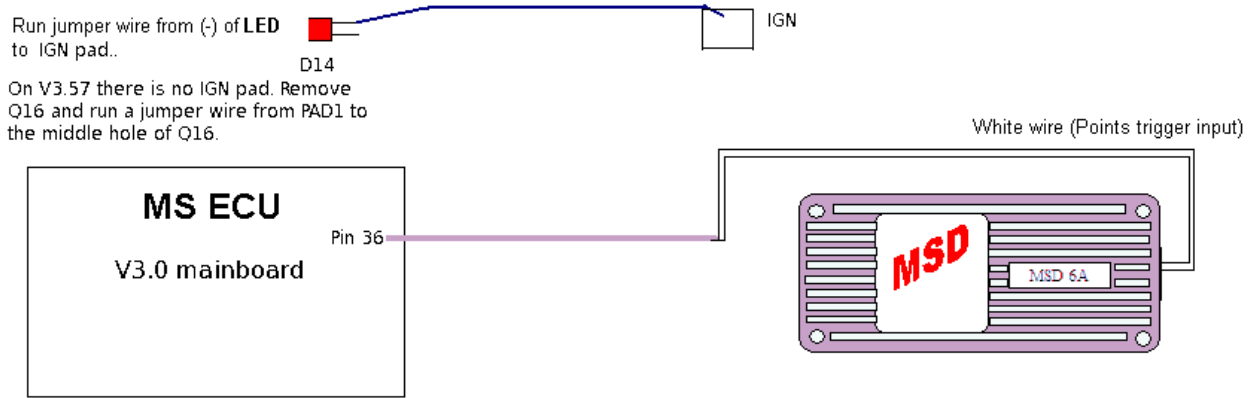 Run jumper wire from (-) of LED
to IGN pad..
IGN
D14
On V3.57 there is no IGN pad. Remove
Q16 and run a jumper wire from PAD1 to
the middle hole of Q16.
White wire (Points trigger input)
MS ECU
Pin 36
V3.0 mainboard
MSD
MSD 6A